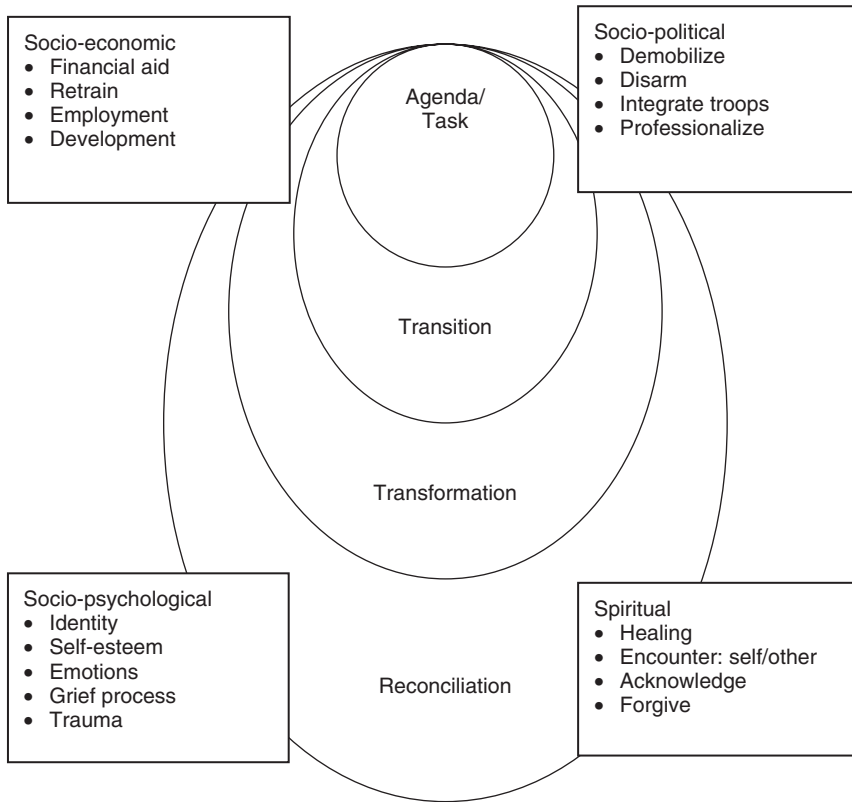 Socio-economic
• Financial aid
• Retrain
• Employment
• Development
Socio-political
• Demobilize
• Disarm
• Integrate troops
• Professionalize
Agenda/
Task
Transition
Transformation
Reconciliation
Socio-psychological
• Identity
• Self-esteem
• Emotions
• Grief process
• Trauma
Spiritual
• Healing
• Encounter: self/other
• Acknowledge
• Forgive